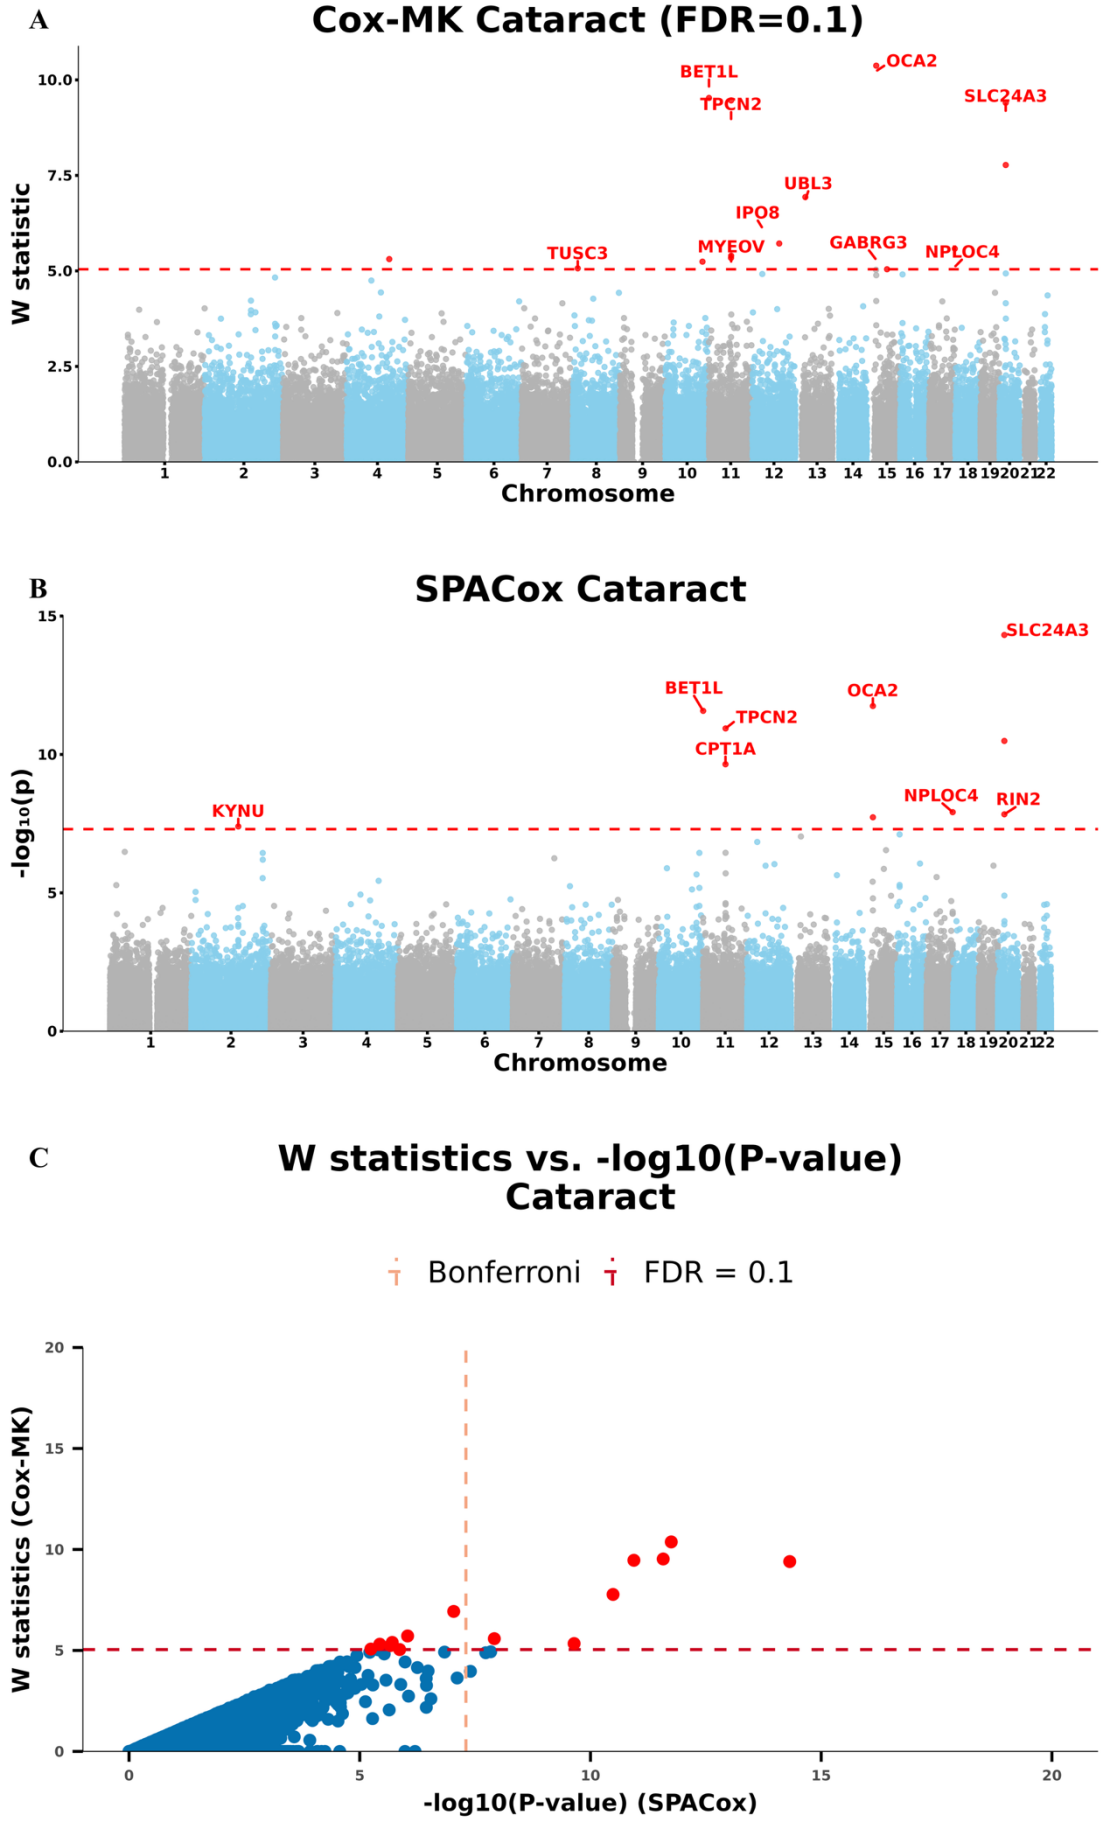 A
Cox-MK Cataract (FDR=0.1)
W statistic
10.0
7.5
5.0
2.5
0.0
BET1L
TPCN2
OCA2
SLC24A3
UBL3
IPO8
MYEOV
GABRG3
NPLOC4
TUSC3
1 2 3 4 5 6 7 8 9 10 11 12 13 14 15 16 17 18 19 20 21 22
Chromosome
B
SPACox Cataract
-log₁₀(p)
15
10
5
0
SLC24A3
BET1L
OCA2
TPCN2
CPT1A
NPLOC4
RIN2
KYNU
1 2 3 4 5 6 7 8 9 10 11 12 13 14 15 16 17 18 19 20 21 22
Chromosome
C
W statistics vs. -log10(P-value)
Cataract
Bonferroni FDR = 0.1
W statistics (Cox-MK)
20
15
10
5
0
0 5 10 15 20
-log10(P-value) (SPACox)